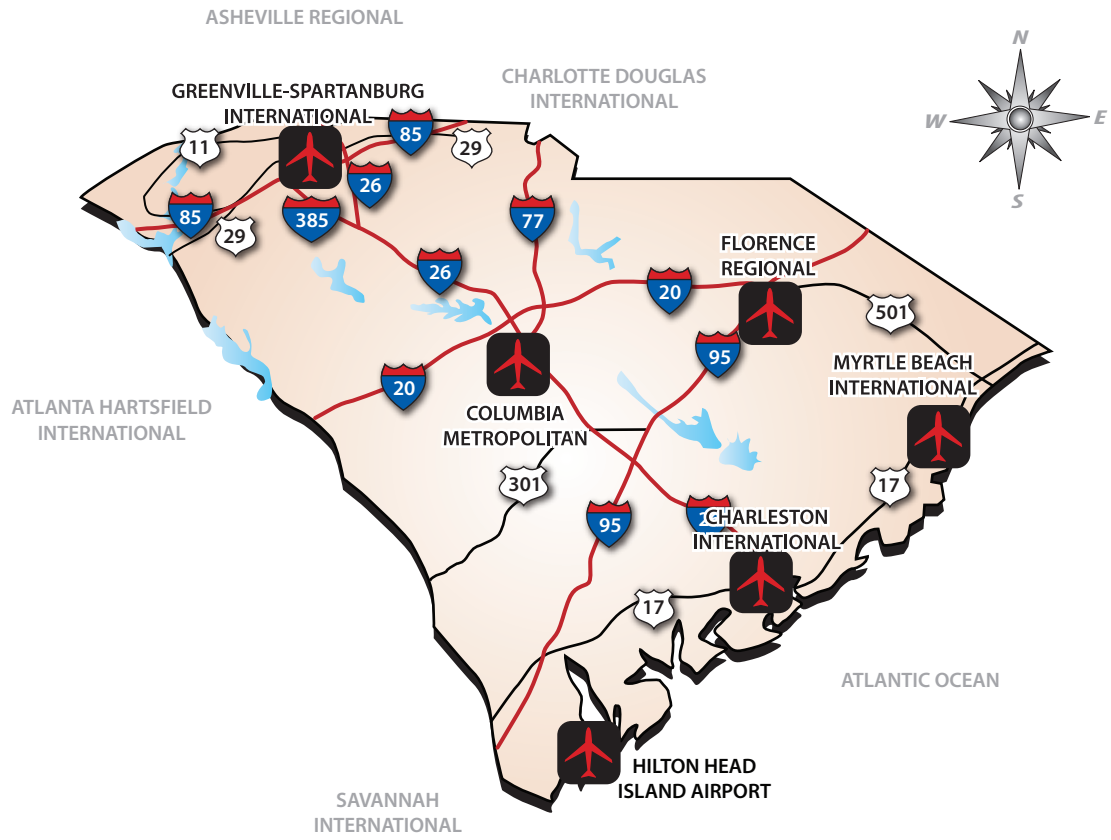 ASHEVILLE REGIONAL
N
W
E
S
CHARLOTTE DOUGLAS
INTERNATIONAL
GREENVILLE-SPARTANBURG
INTERNATIONAL
85
11
29
26
85
385
77
29
FLORENCE
REGIONAL
26
20
501
95
MYRTLE BEACH
INTERNATIONAL
20
ATLANTA HARTSFIELD
INTERNATIONAL
COLUMBIA
METROPOLITAN
301
17
95
CHARLESTON
INTERNATIONAL
17
ATLANTIC OCEAN
HILTON HEAD
ISLAND AIRPORT
SAVANNAH
INTERNATIONAL